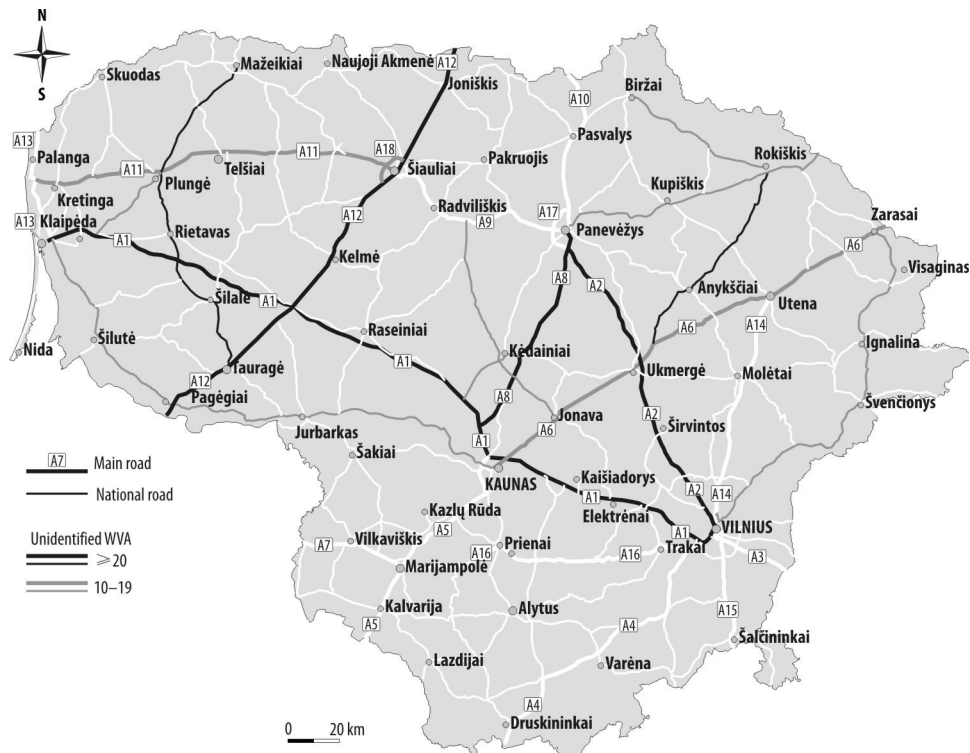 N
S
A12
Skuodas
Mažeikiai
Naujoji Akmenė
Joniškis
A10
Biržai
A13
Palanga
A11
Telšiai
A11
A18
Šiauliai
Pakruojis
Pasvalys
Rokiškis
Kretinga
Plungė
Radviliškis
Kupiškis
A13
Klaipėda
A1
Rietavas
A12
Kelmė
A9
A17
Panevėžys
Zarasai
A6
Visaginas
A1
Šilalė
A8
A2
Anykščiai
Utena
A6
A14
Nida
Šilutė
Raseiniai
A1
Kėdainiai
Ignalina
Tauragė
A12
Pagėgiai
Ukmergė
Molėtai
A8
Jonava
A6
A2
Širvintos
Švenčionys
Jurbarkas
A1
Šakiai
KAUNAS
Kaišiadorys
A1
Elektrėnai
A2
A14
VILNIUS
A7 Main road
National road
Kazlų Rūda
A5
A1
Trakai
A3
Unidentified WVA
⩾20
10–19
A7
Vilkaviškis
A16
Prienai
A16
Marijampolė
Kalvarija
A5
Alytus
A4
A15
Šalčininkai
Lazdijai
Varėna
A4
Druskininkai
0 20 km